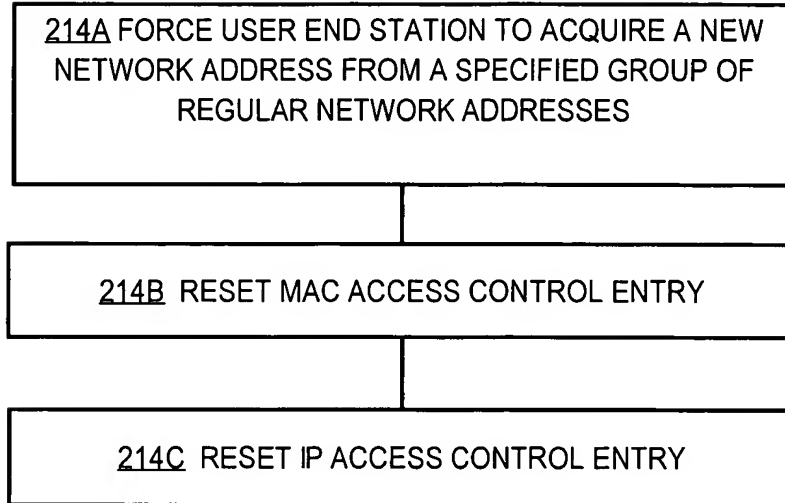 214A FORCE USER END STATION TO ACQUIRE A NEW
NETWORK ADDRESS FROM A SPECIFIED GROUP OF
REGULAR NETWORK ADDRESSES
214B RESET MAC ACCESS CONTROL ENTRY
214C RESET IP ACCESS CONTROL ENTRY